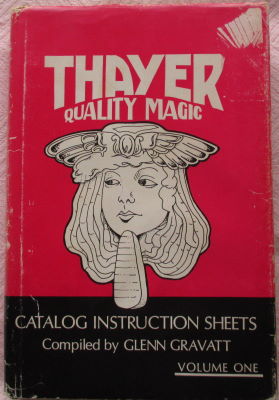 THAYER
QUALITY MAGIC
CATALOG INSTRUCTION SHEETS
Compiled by GLENN GRAVATT
VOLUME ONE